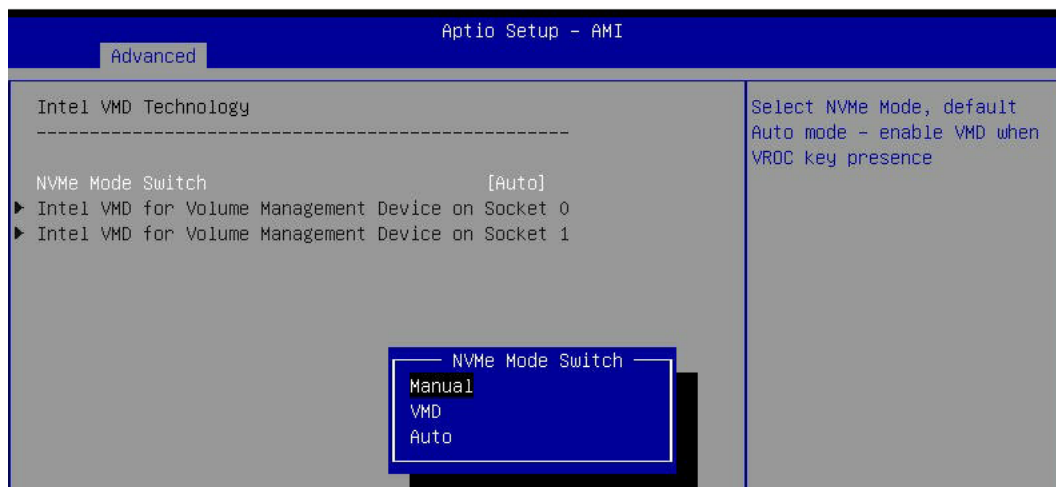 Aptio Setup – AMI
Advanced
Intel VMD Technology
NVMe Mode Switch [Auto]
Intel VMD for Volume Management Device on Socket 0
Intel VMD for Volume Management Device on Socket 1
Select NVMe Mode, default
Auto mode – enable VMD when
VROC key presence
NVMe Mode Switch
Manual
VMD
Auto